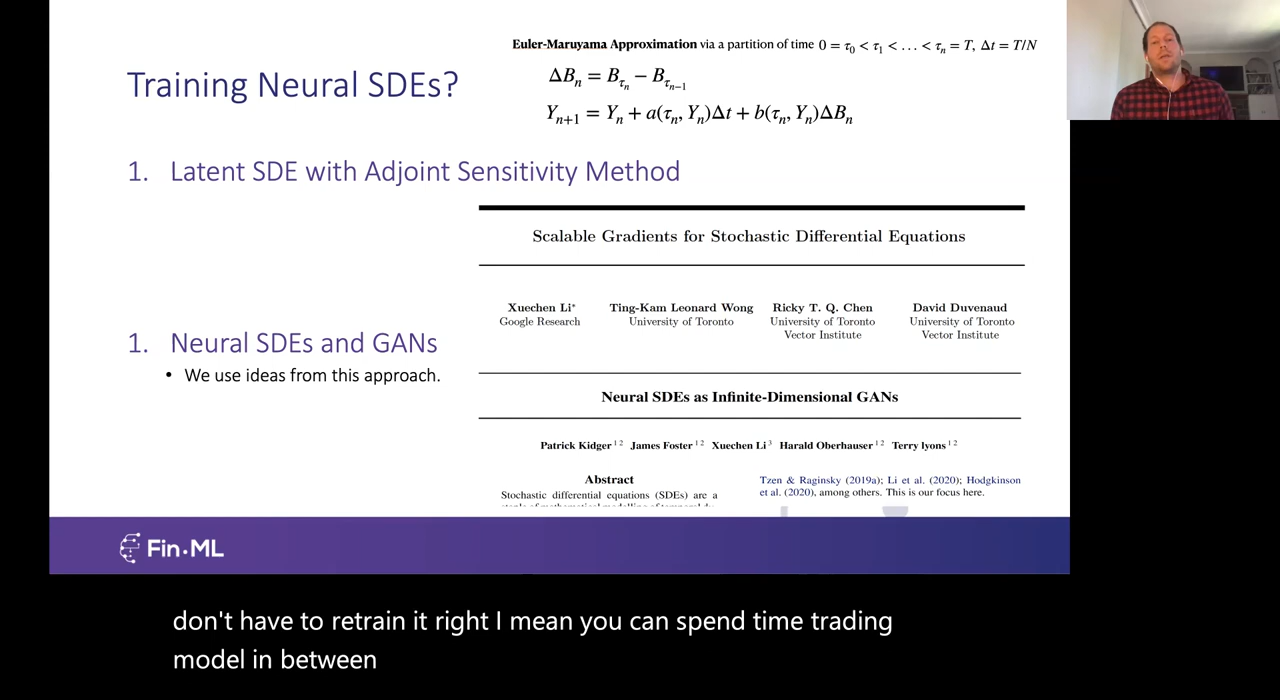 Euler-Maruyama Approximation via a partition of time 0 = τ₀ < τ₁ < … < τₙ = T, Δt = T/N
Training Neural SDEs?
ΔBₙ = B_{τₙ} − B_{τₙ₋₁}
Yₙ₊₁ = Yₙ + a(τₙ, Yₙ)Δt + b(τₙ, Yₙ)ΔBₙ
1. Latent SDE with Adjoint Sensitivity Method
Scalable Gradients for Stochastic Differential Equations
Xuechen Li* Ting-Kam Leonard Wong Ricky T. Q. Chen David Duvenaud
Google Research University of Toronto University of Toronto University of Toronto
Vector Institute Vector Institute
1. Neural SDEs and GANs
• We use ideas from this approach.
Neural SDEs as Infinite-Dimensional GANs
Patrick Kidger ¹ ² James Foster ¹ ² Xuechen Li ³ Harald Oberhauser ¹ ² Terry lyons ¹ ²
Abstract
Stochastic differential equations (SDEs) are a
Tzen & Raginsky (2019a); Li et al. (2020); Hodgkinson
et al. (2020), among others. This is our focus here.
Fin·ML
don't have to retrain it right I mean you can spend time trading
model in between